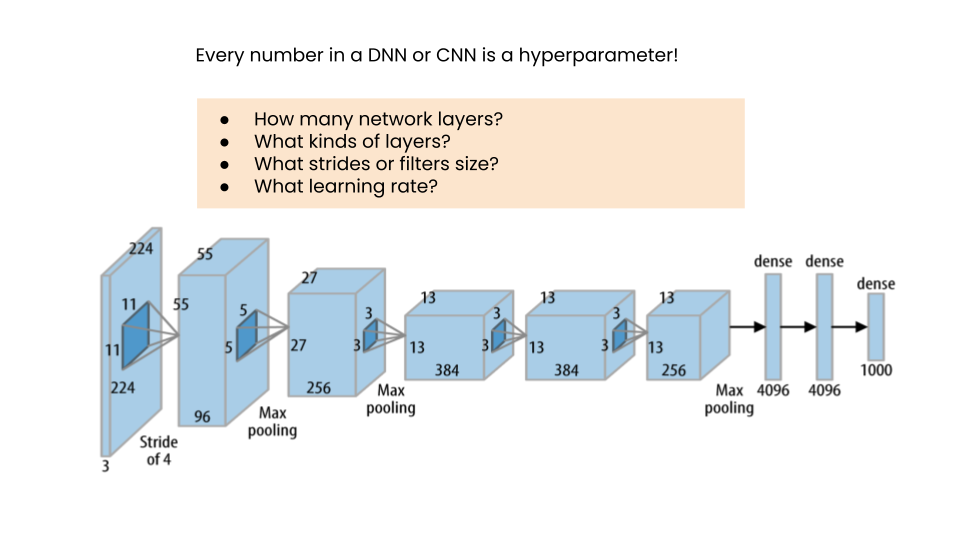 Every number in a DNN or CNN is a hyperparameter!
● How many network layers?
● What kinds of layers?
● What strides or filters size?
● What learning rate?
224
11
11
224
3
Stride
of 4
55
55
5
5
96
Max
pooling
27
27
3
3
256
Max
pooling
13
13
3
3
384
13
13
3
3
384
13
13
256
Max
pooling
dense
4096
dense
4096
dense
1000